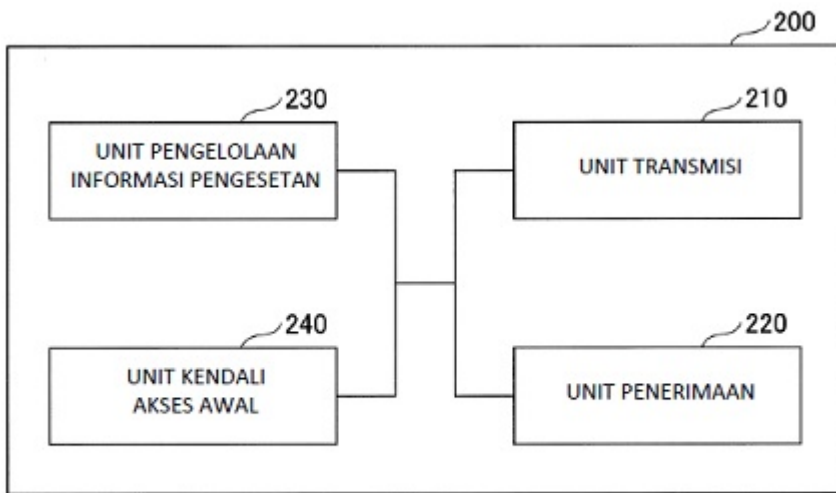 200
230
UNIT PENGELOLAAN
INFORMASI PENGESETAN
210
UNIT TRANSMISI
240
UNIT KENDALI
AKSES AWAL
220
UNIT PENERIMAAN